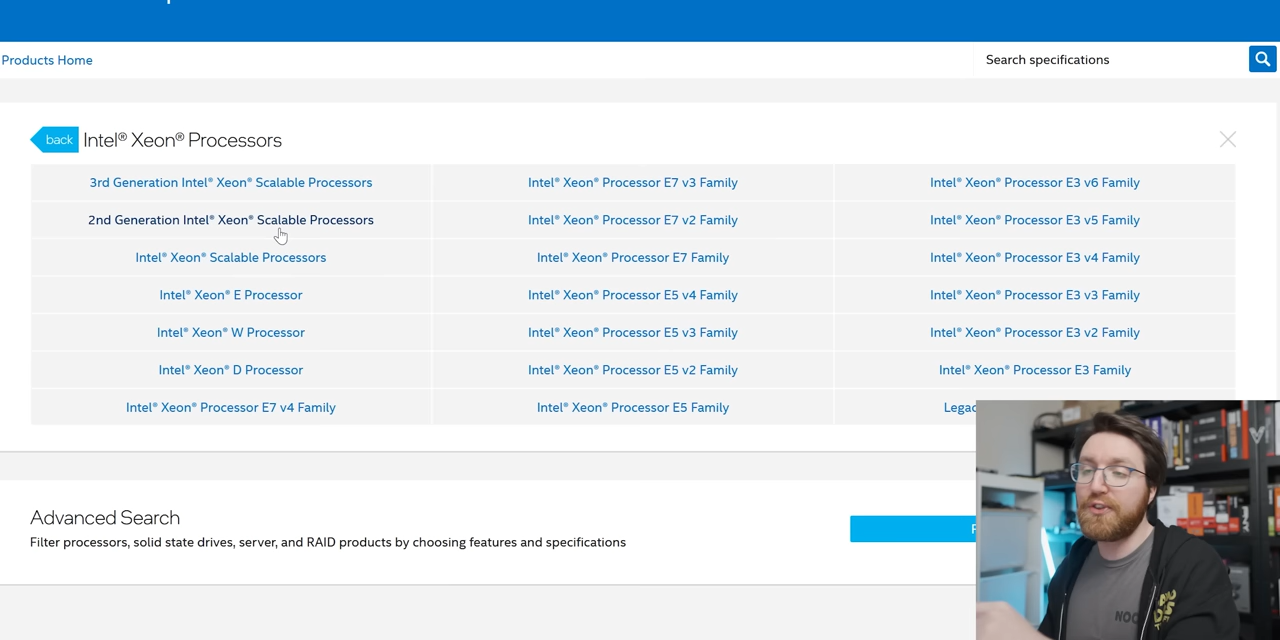 Products Home
Search specifications
back
Intel® Xeon® Processors
3rd Generation Intel® Xeon® Scalable Processors
Intel® Xeon® Processor E7 v3 Family
Intel® Xeon® Processor E3 v6 Family
2nd Generation Intel® Xeon® Scalable Processors
Intel® Xeon® Processor E7 v2 Family
Intel® Xeon® Processor E3 v5 Family
Intel® Xeon® Scalable Processors
Intel® Xeon® Processor E7 Family
Intel® Xeon® Processor E3 v4 Family
Intel® Xeon® E Processor
Intel® Xeon® Processor E5 v4 Family
Intel® Xeon® Processor E3 v3 Family
Intel® Xeon® W Processor
Intel® Xeon® Processor E5 v3 Family
Intel® Xeon® Processor E3 v2 Family
Intel® Xeon® D Processor
Intel® Xeon® Processor E5 v2 Family
Intel® Xeon® Processor E3 Family
Intel® Xeon® Processor E7 v4 Family
Intel® Xeon® Processor E5 Family
Legac
Advanced Search
Filter processors, solid state drives, server, and RAID products by choosing features and specifications
NOC